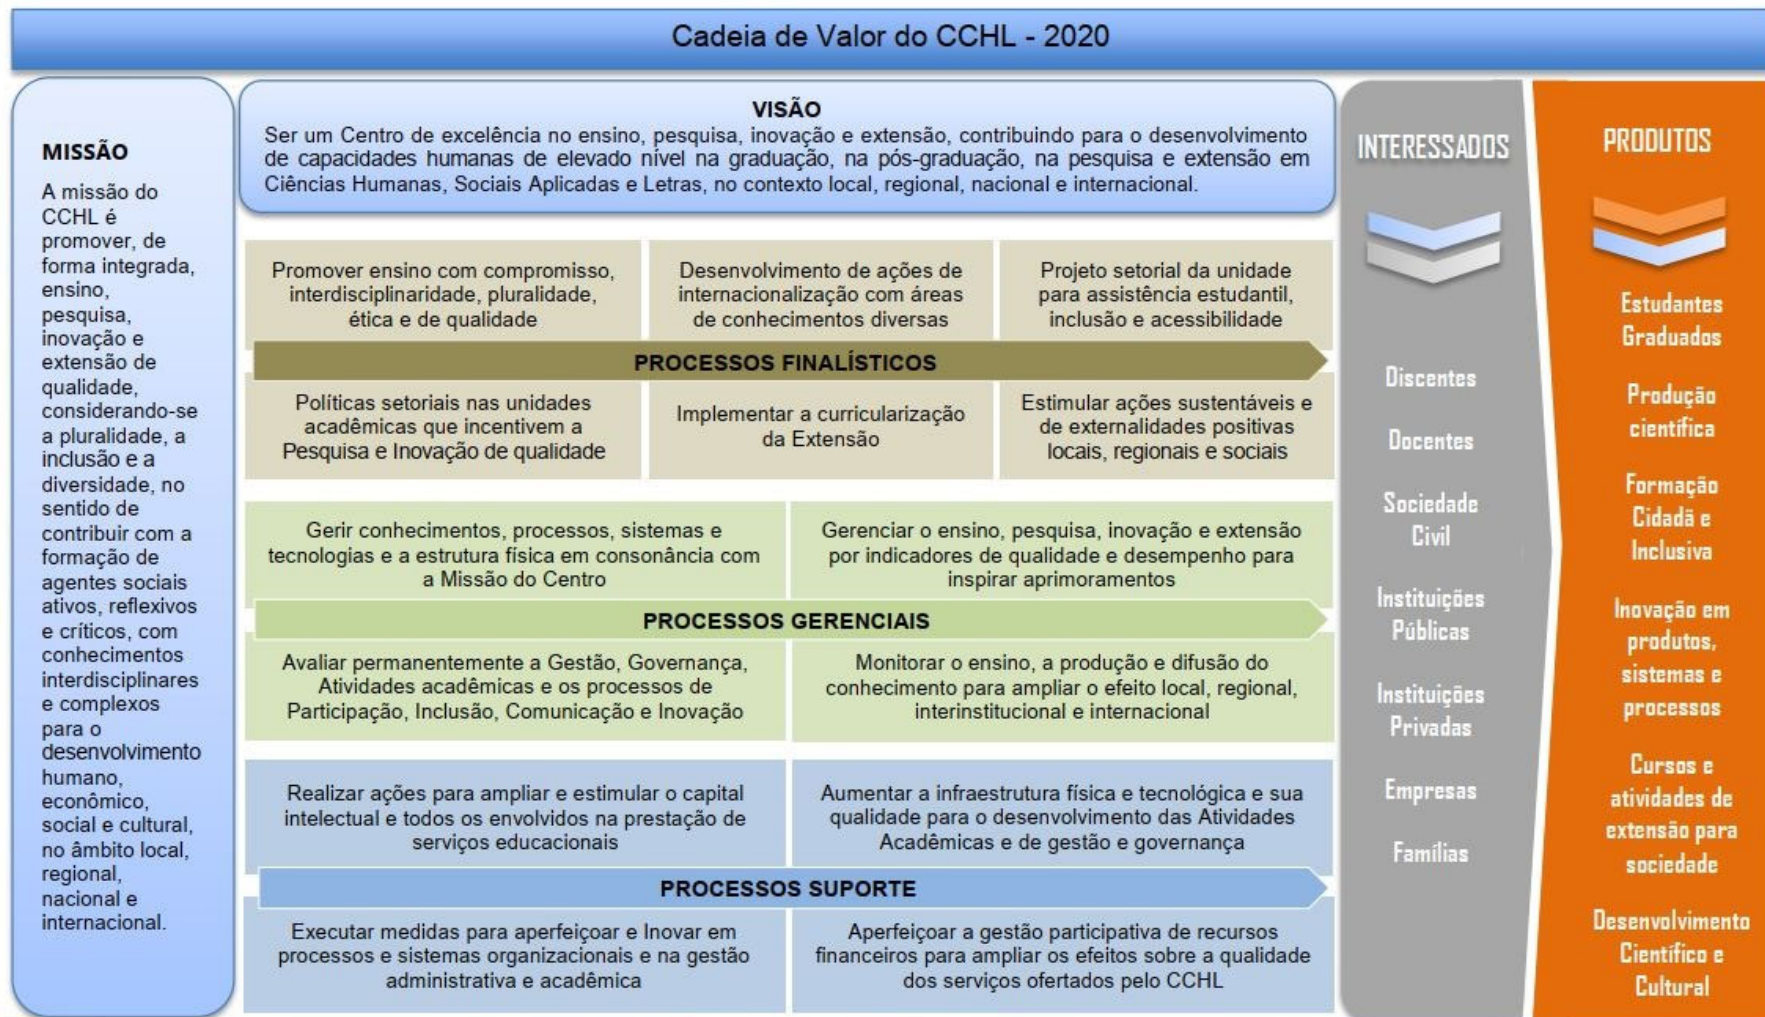 Cadeia de Valor do CCHL - 2020
MISSÃO
A missão do
CCHL é
promover, de
forma integrada,
ensino,
pesquisa,
inovação e
extensão de
qualidade,
considerando-se
a pluralidade, a
inclusão e a
diversidade, no
sentido de
contribuir com a
formação de
agentes sociais
ativos, reflexivos
e críticos, com
conhecimentos
interdisciplinares
e complexos
para o
desenvolvimento
humano,
econômico,
social e cultural,
no âmbito local,
regional,
nacional e
internacional.
VISÃO
Ser um Centro de excelência no ensino, pesquisa, inovação e extensão, contribuindo para o desenvolvimento
de capacidades humanas de elevado nível na graduação, na pós-graduação, na pesquisa e extensão em
Ciências Humanas, Sociais Aplicadas e Letras, no contexto local, regional, nacional e internacional.
Promover ensino com compromisso,
interdisciplinaridade, pluralidade,
ética e de qualidade
Desenvolvimento de ações de
internacionalização com áreas
de conhecimentos diversas
Projeto setorial da unidade
para assistência estudantil,
inclusão e acessibilidade
PROCESSOS FINALÍSTICOS
Políticas setoriais nas unidades
acadêmicas que incentivem a
Pesquisa e Inovação de qualidade
Implementar a curricularização
da Extensão
Estimular ações sustentáveis e
de externalidades positivas
locais, regionais e sociais
Gerir conhecimentos, processos, sistemas e
tecnologias e a estrutura física em consonância com
a Missão do Centro
Gerenciar o ensino, pesquisa, inovação e extensão
por indicadores de qualidade e desempenho para
inspirar aprimoramentos
PROCESSOS GERENCIAIS
Avaliar permanentemente a Gestão, Governança,
Atividades acadêmicas e os processos de
Participação, Inclusão, Comunicação e Inovação
Monitorar o ensino, a produção e difusão do
conhecimento para ampliar o efeito local, regional,
interinstitucional e internacional
Realizar ações para ampliar e estimular o capital
intelectual e todos os envolvidos na prestação de
serviços educacionais
Aumentar a infraestrutura física e tecnológica e sua
qualidade para o desenvolvimento das Atividades
Acadêmicas e de gestão e governança
PROCESSOS SUPORTE
Executar medidas para aperfeiçoar e Inovar em
processos e sistemas organizacionais e na gestão
administrativa e acadêmica
Aperfeiçoar a gestão participativa de recursos
financeiros para ampliar os efeitos sobre a qualidade
dos serviços ofertados pelo CCHL
INTERESSADOS
Discentes
Docentes
Sociedade
Civil
Instituições
Públicas
Instituições
Privadas
Empresas
Famílias
PRODUTOS
Estudantes
Graduados
Produção
científica
Formação
Cidadã e
Inclusiva
Inovação em
produtos,
sistemas e
processos
Cursos e
atividades de
extensão para
sociedade
Desenvolvimento
Científico e
Cultural